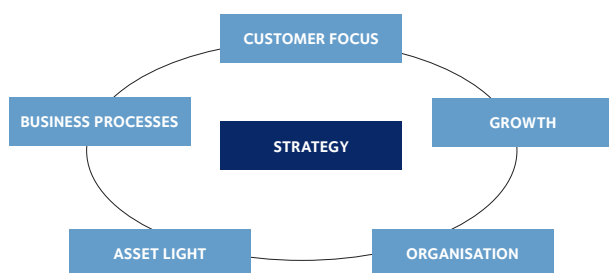 CUSTOMER FOCUS
BUSINESS PROCESSES
GROWTH
STRATEGY
ASSET LIGHT
ORGANISATION